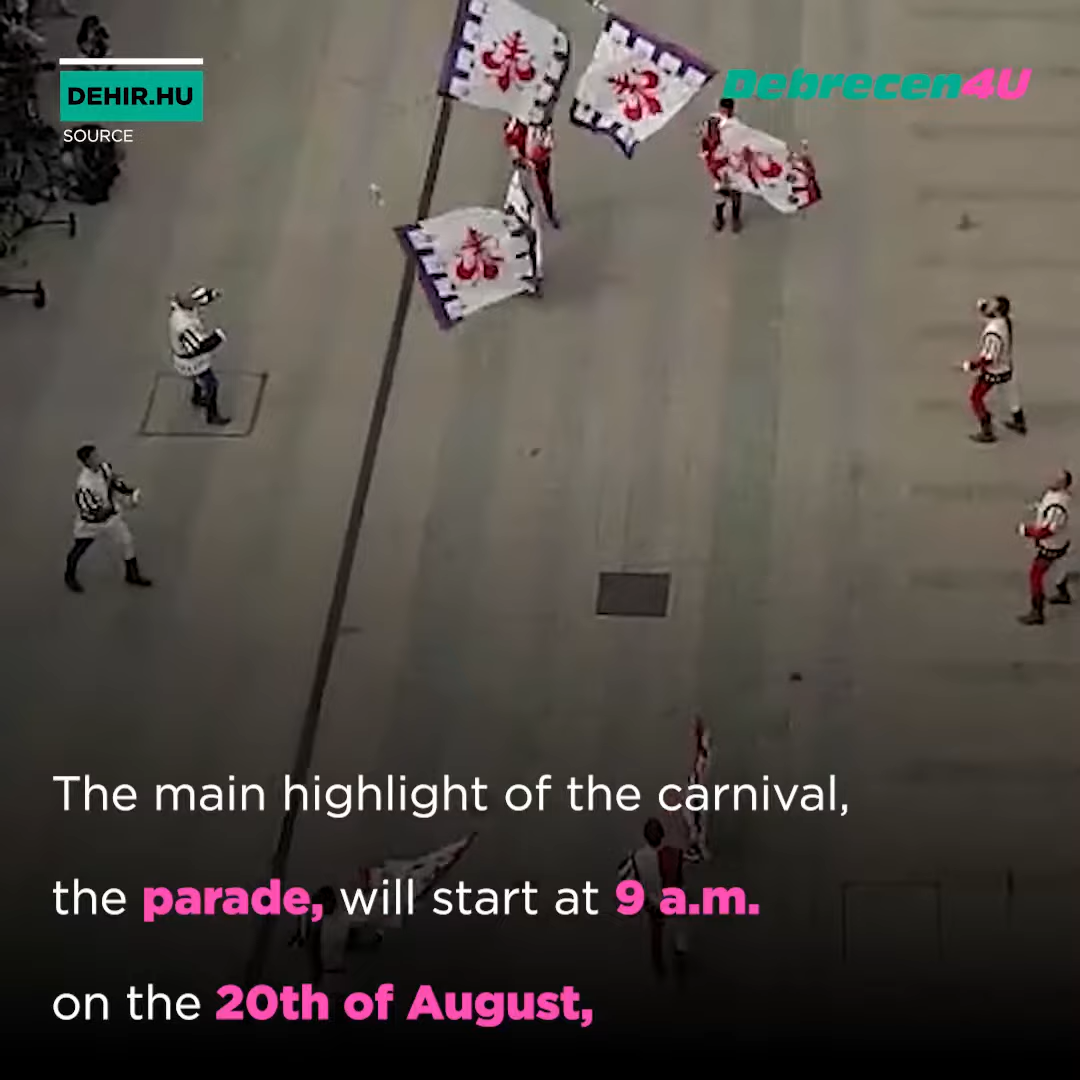 DEHIR.HU
SOURCE
Debrecen4U
The main highlight of the carnival,
the parade, will start at 9 a.m.
on the 20th of August,